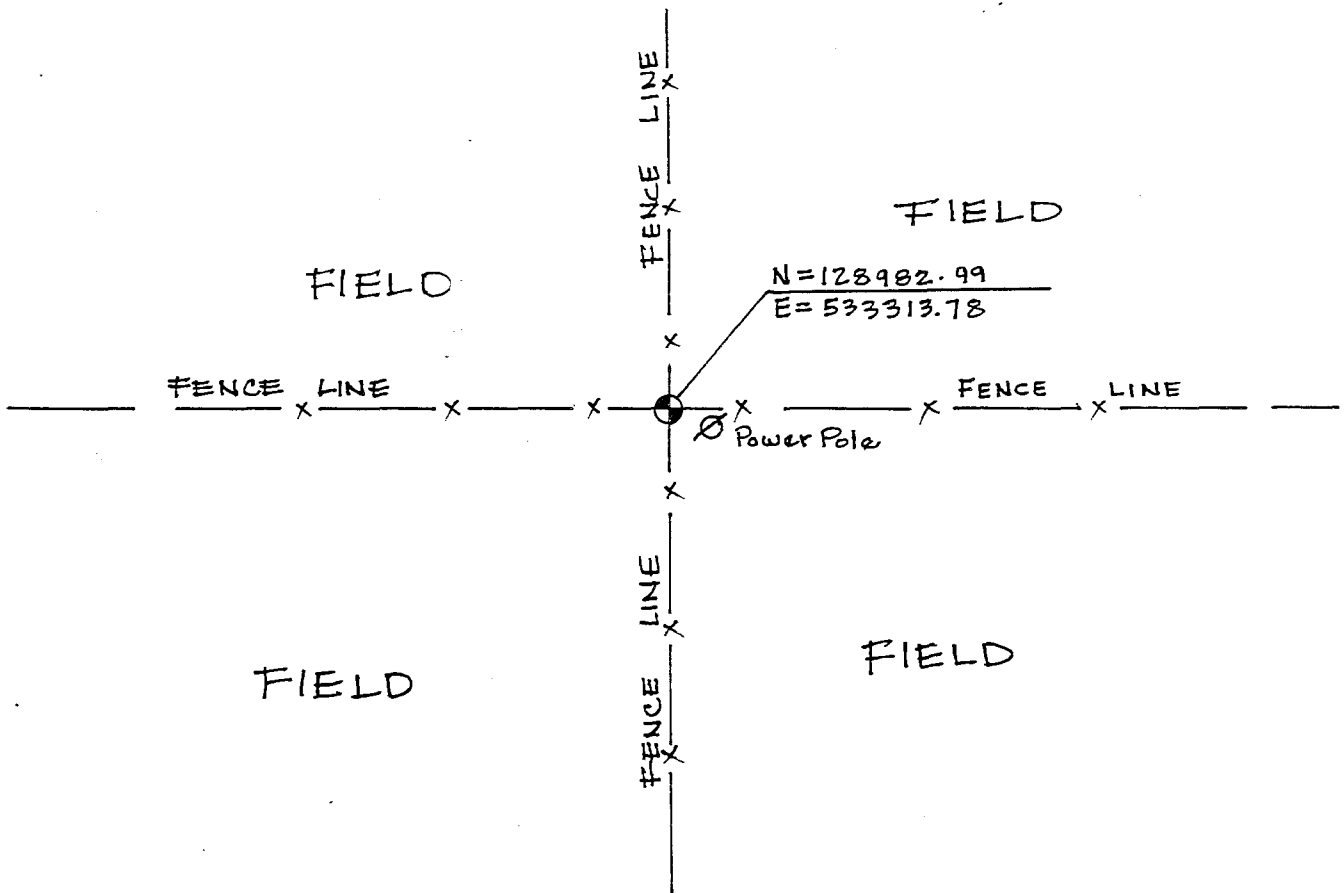 FENCE LINE
FIELD
FIELD
N=128982.99
E=533313.78
FENCE LINE
FENCE LINE
Power Pole
FENCE LINE
FIELD
FIELD